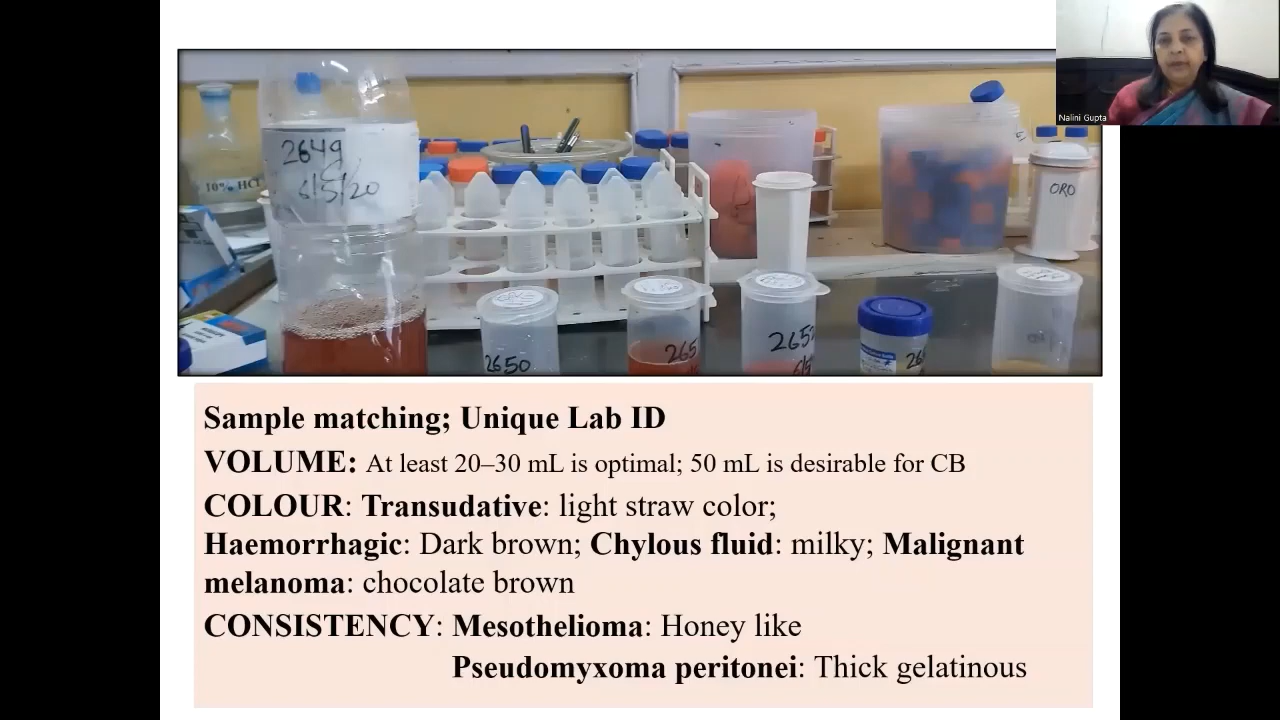 Nalini Gupta
2649
6/5/20
10% HCl
ORO
2650
265
265
Sample matching; Unique Lab ID
VOLUME: At least 20–30 mL is optimal; 50 mL is desirable for CB
COLOUR: Transudative: light straw color;
Haemorrhagic: Dark brown; Chylous fluid: milky; Malignant
melanoma: chocolate brown
CONSISTENCY: Mesothelioma: Honey like
Pseudomyxoma peritonei: Thick gelatinous